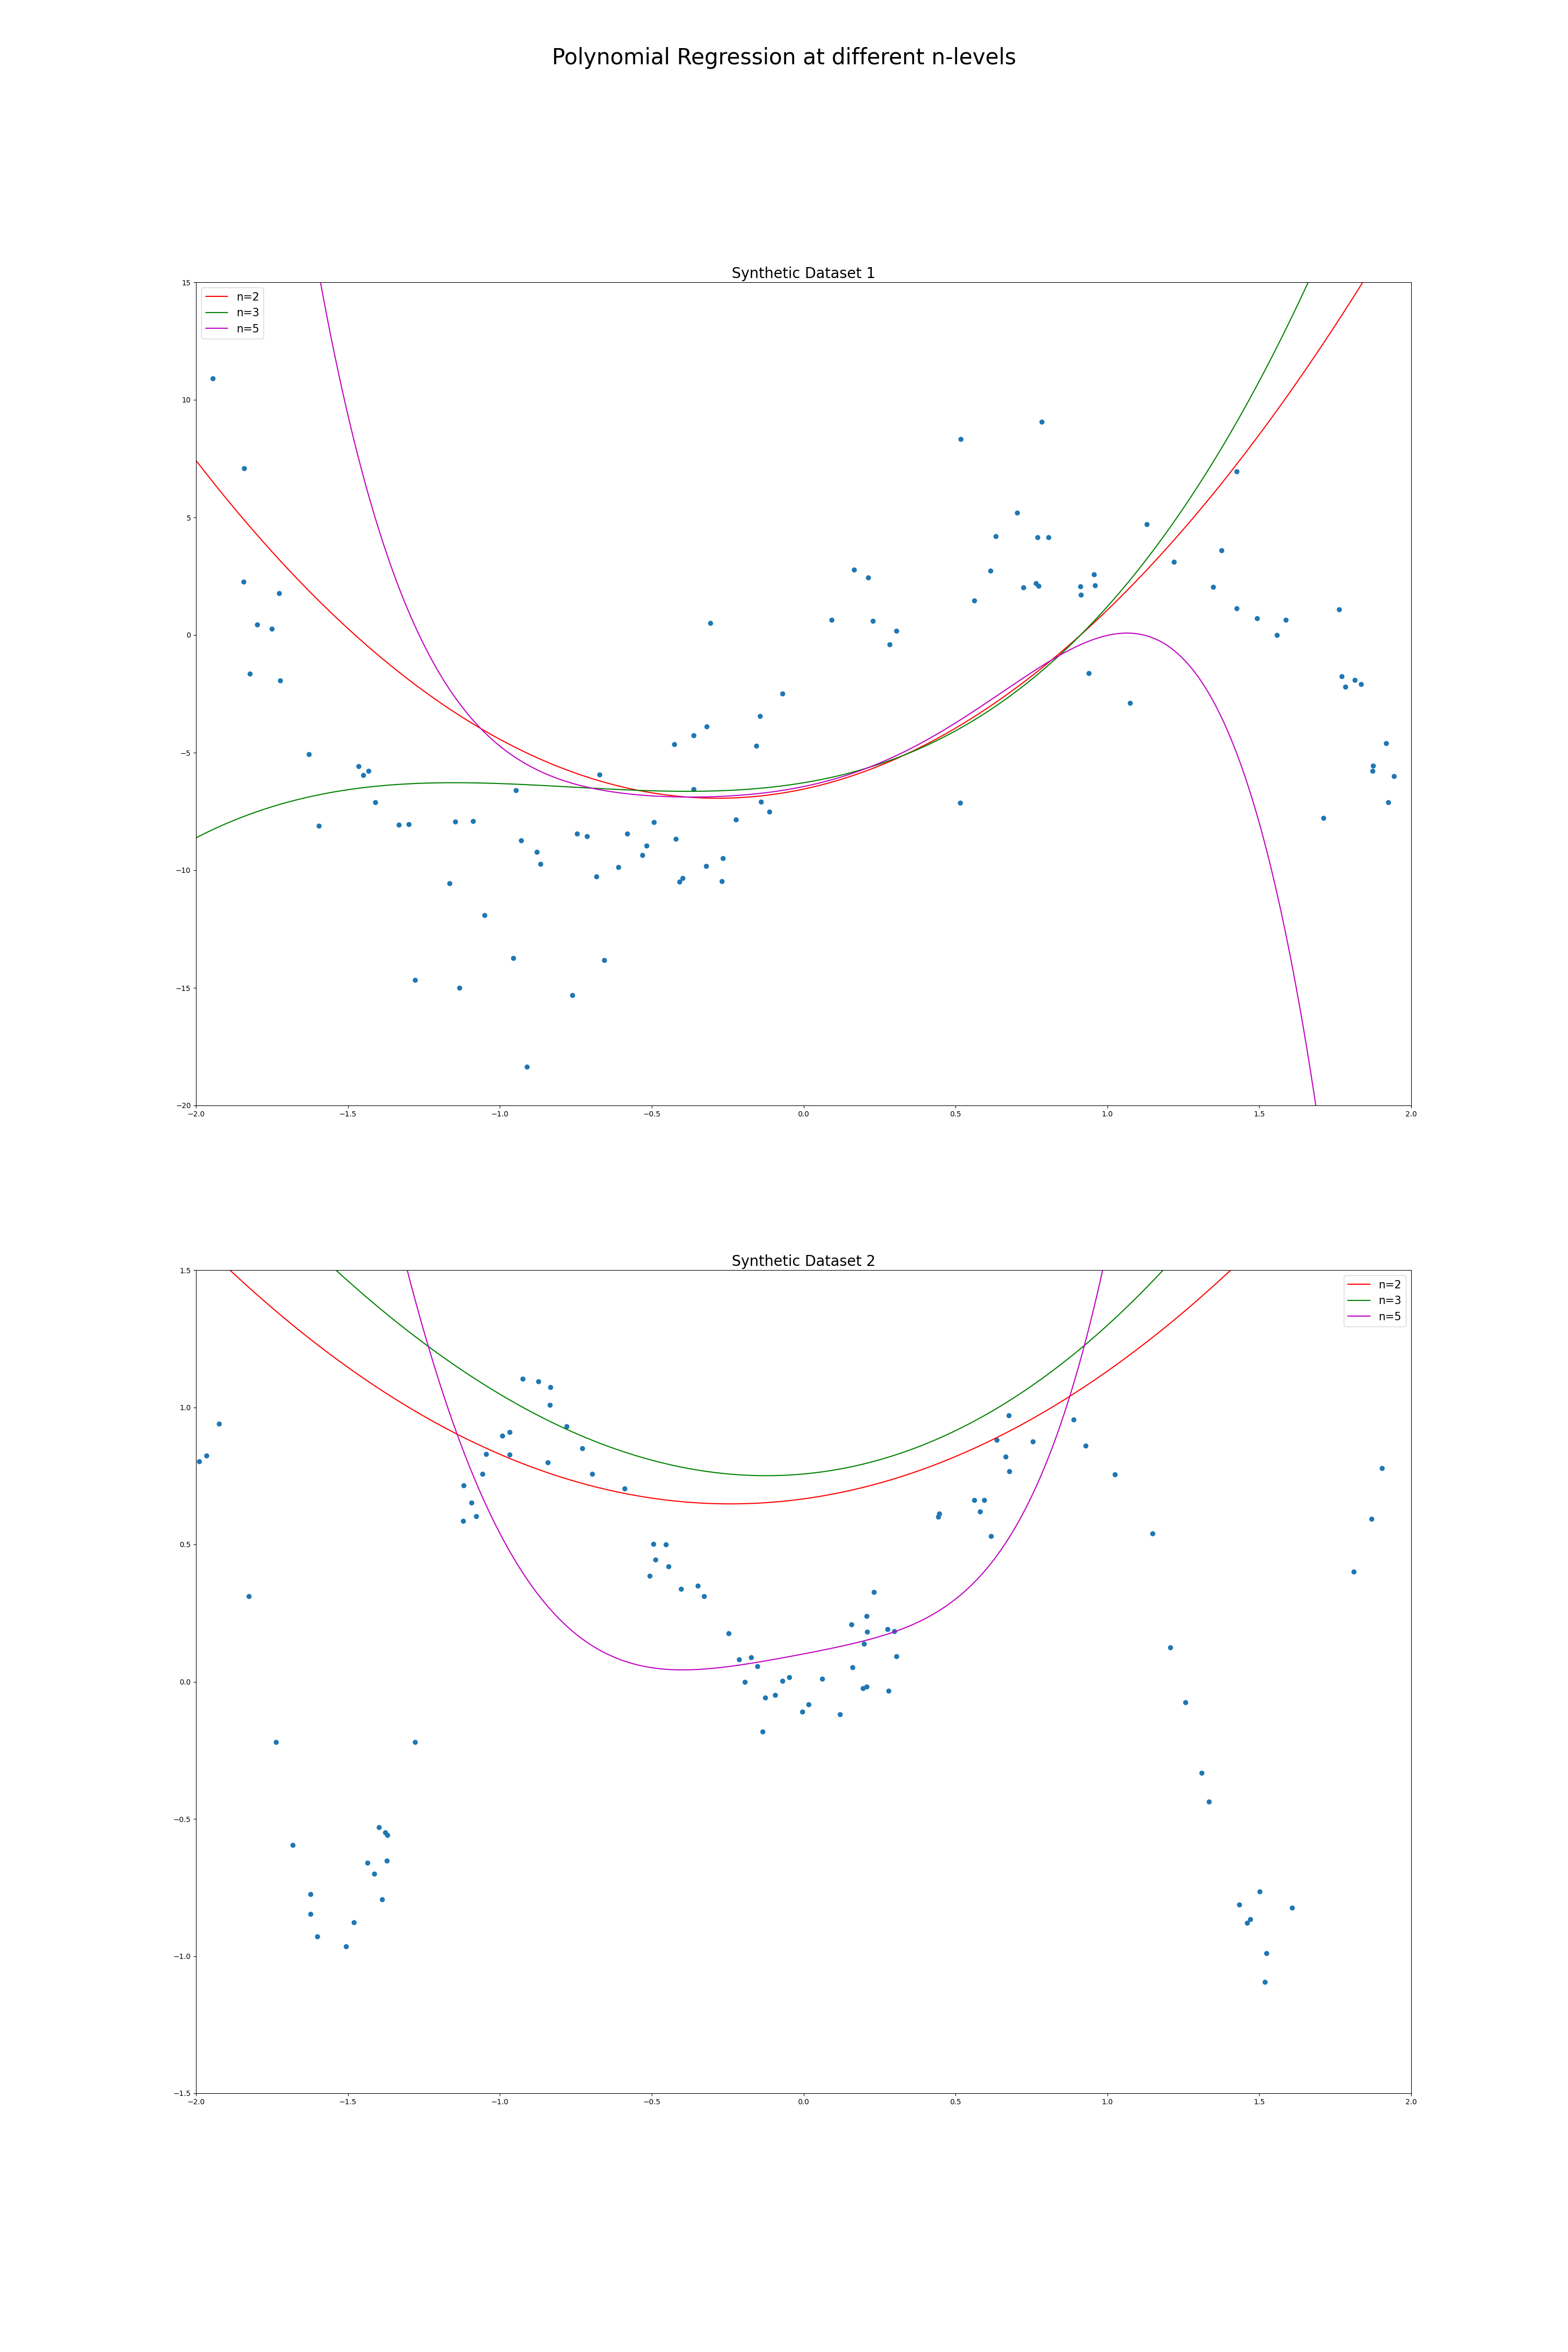 Polynomial Regression at different n-levels
Synthetic Dataset 1
n=2
n=3
n=5
15
10
5
0
−5
−10
−15
−20
−2.0 −1.5 −1.0 −0.5 0.0 0.5 1.0 1.5 2.0
Synthetic Dataset 2
n=2
n=3
n=5
1.5
1.0
0.5
0.0
−0.5
−1.0
−1.5
−2.0 −1.5 −1.0 −0.5 0.0 0.5 1.0 1.5 2.0